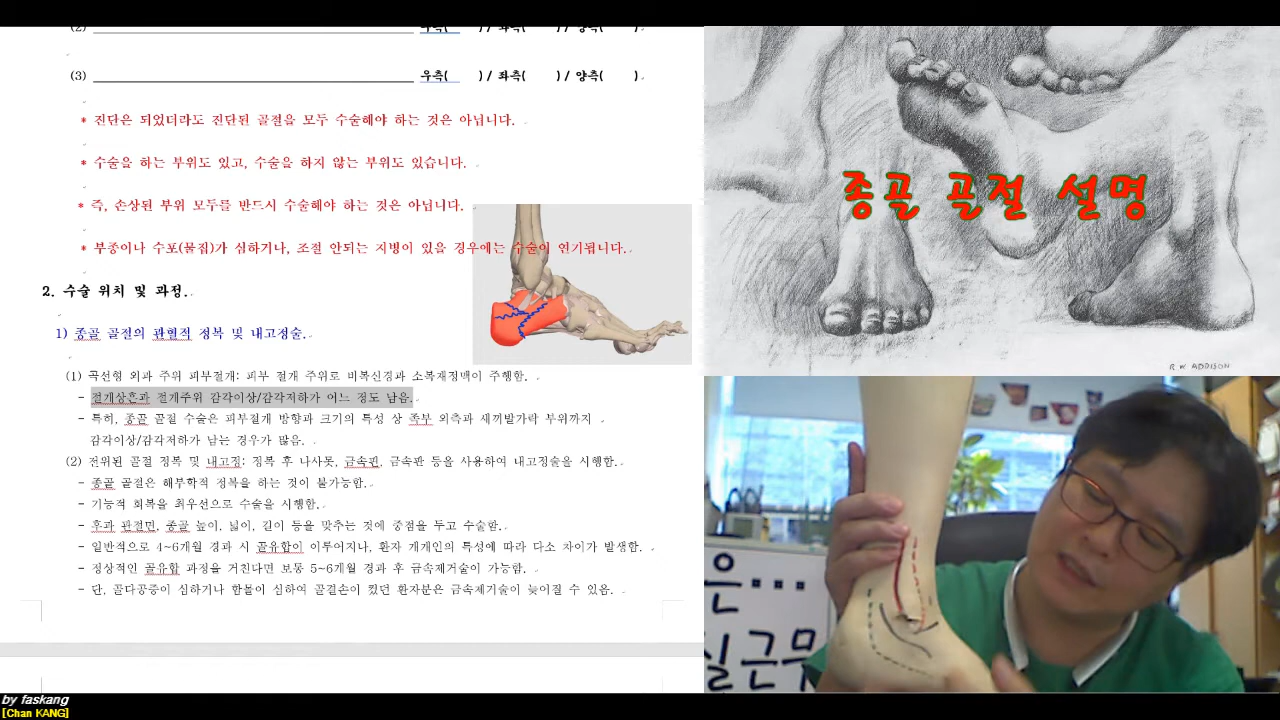 (2) 우측( ) / 좌측( ) / 양측( )
(3) 우측( ) / 좌측( ) / 양측( )
* 진단은 되었더라도 진단된 골절을 모두 수술해야 하는 것은 아닙니다.
* 수술을 하는 부위도 있고, 수술을 하지 않는 부위도 있습니다.
* 즉, 손상된 부위 모두를 반드시 수술해야 하는 것은 아닙니다.
* 부종이나 수포(물집)가 심하거나, 조절 안되는 지병이 있을 경우에는 수술이 연기됩니다.
2. 수술 위치 및 과정.
1) 종골 골절의 관혈적 정복 및 내고정술.
(1) 곡선형 외과 주위 피부절개: 피부 절개 주위로 비복신경과 소복재정맥이 주행함.
- 절개상흔과 절개주위 감각이상/감각저하가 어느 정도 남음.
- 특히, 종골 골절 수술은 피부절개 방향과 크기의 특성 상 족부 외측과 새끼발가락 부위까지
감각이상/감각저하가 남는 경우가 많음.
(2) 전위된 골절 정복 및 내고정: 정복 후 나사못, 금속핀, 금속판 등을 사용하여 내고정술을 시행함.
- 종골 골절은 해부학적 정복을 하는 것이 불가능함.
- 기능적 회복을 최우선으로 수술을 시행함.
- 후과 관절면, 종골 높이, 넓이, 길이 등을 맞추는 것에 중점을 두고 수술함.
- 일반적으로 4~6개월 경과 시 골유합이 이루어지나, 환자 개개인의 특성에 따라 다소 차이가 발생함.
- 정상적인 골유합 과정을 거친다면 보통 5~6개월 경과 후 금속제거술이 가능함.
- 단, 골다공증이 심하거나 함몰이 심하여 골결손이 컸던 환자분은 금속제거술이 늦어질 수 있음.
종골 골절 설명
R W ADDISON
은...
실근무
by faskang
[Chan KANG]